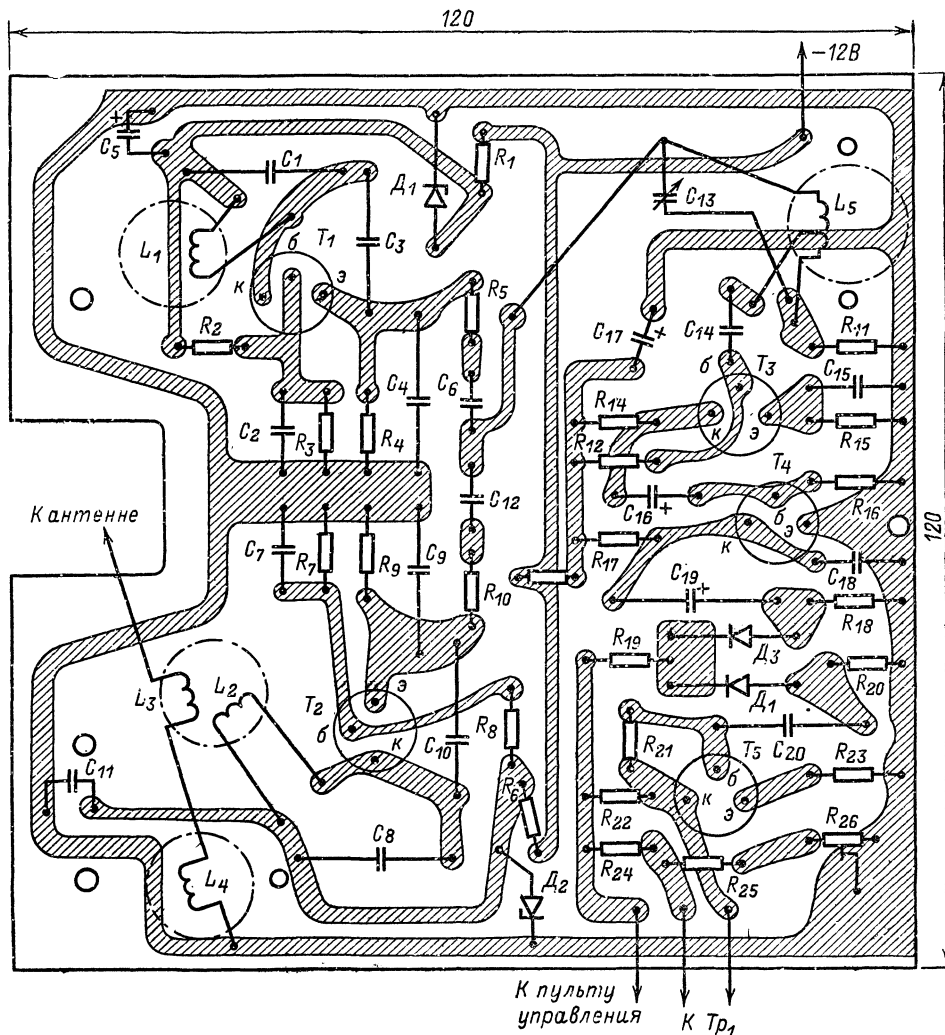 120
−12В
+
C5
C1
R1
Д1
C13
L5
L1
б
T1
C3
к
э
R5
C17
+
C14
R11
R2
б
T3
C15
C4
C6
R14
C2
R3
R4
к
э
R15
R12
T4
C12
C16
+
б
э
R16
К антенне
C7
R7
R9
C9
R17
к
C18
R10
C19
+
R18
R19
Д3
L2
L3
э
R20
T2
Д1
б
R8
к
C10
C20
R21
T5
R23
C11
б
R6
к
э
R22
R26
C8
R24
L4
Д2
R25
120
К пульту
управления
К Тр1